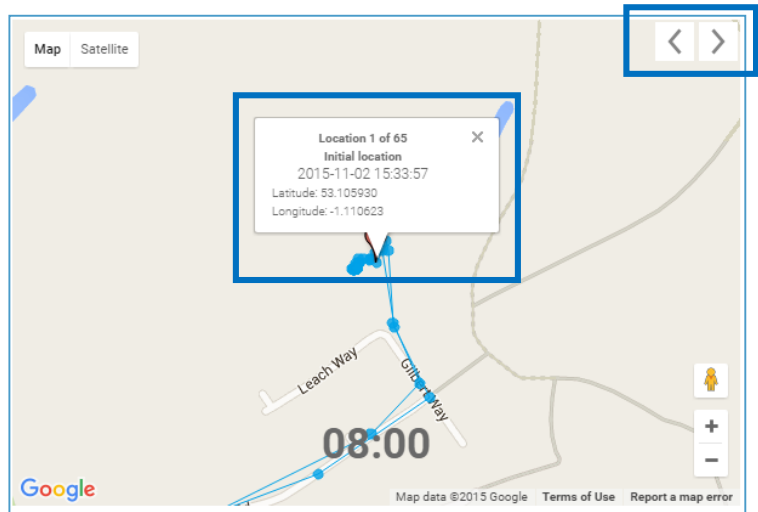 Map Satellite
Location 1 of 65
Initial location
2015-11-02 15:33:57
Latitude: 53.105930
Longitude: -1.110623
Leach Way
Gilbert Way
08:00
Google
Map data ©2015 Google Terms of Use Report a map error